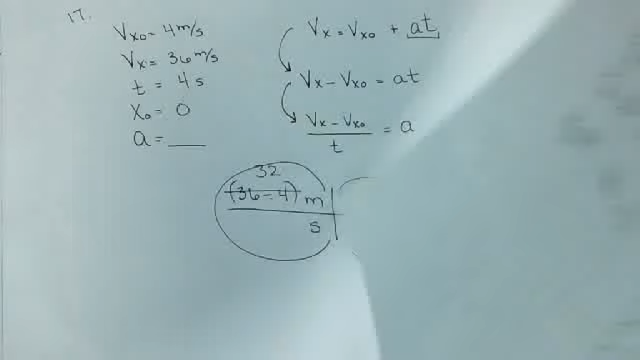 17.
Vx0 = 4 m/s
Vx = 36 m/s
t = 4 s
X0 = 0
a = ___
Vx = Vx0 + at
Vx - Vx0 = at
Vx - Vx0
t
= a
32
(36-4) m
s